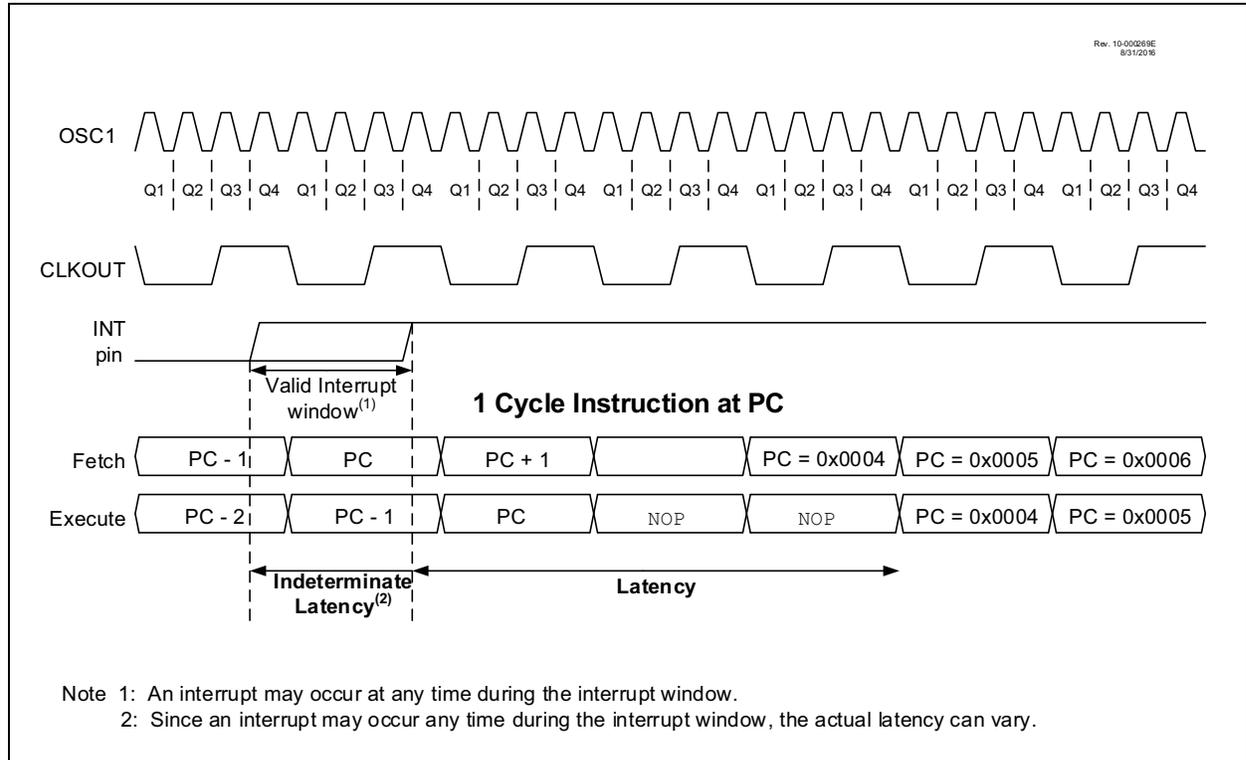 Rev. 10-000269E
8/31/2016
OSC1
Q1 Q2 Q3 Q4 Q1 Q2 Q3 Q4 Q1 Q2 Q3 Q4 Q1 Q2 Q3 Q4 Q1 Q2 Q3 Q4 Q1 Q2 Q3 Q4 Q1 Q2 Q3 Q4
CLKOUT
INT
pin
Valid Interrupt
window(1)
1 Cycle Instruction at PC
Fetch PC - 1 PC PC + 1 PC = 0x0004 PC = 0x0005 PC = 0x0006
Execute PC - 2 PC - 1 PC NOP NOP PC = 0x0004 PC = 0x0005
Indeterminate
Latency(2)
Latency
Note 1: An interrupt may occur at any time during the interrupt window.
2: Since an interrupt may occur any time during the interrupt window, the actual latency can vary.